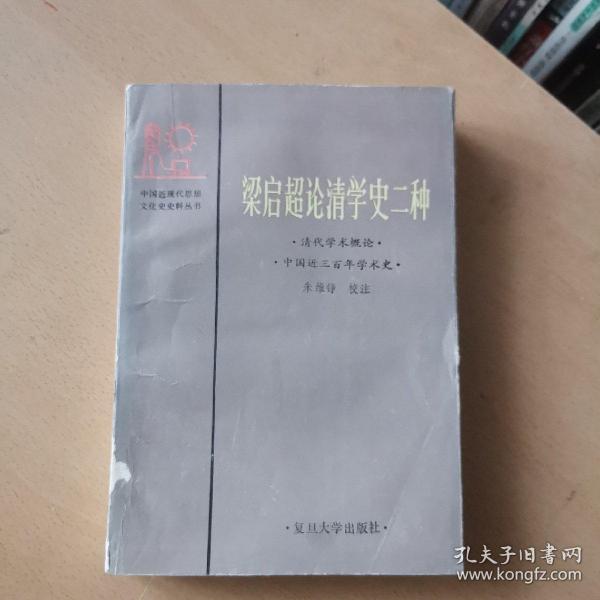 中国近现代思想
文化史史料丛书
梁启超论清学史二种
·清代学术概论·
·中国近三百年学术史·
朱维铮 校注
·复旦大学出版社·
孔夫子旧书网
www.kongfz.com